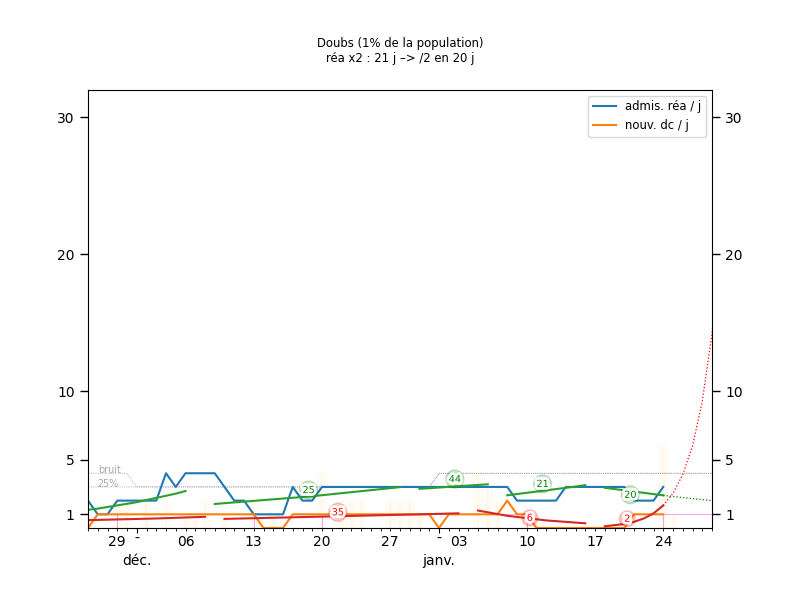 Doubs (1% de la population)
réa x2 : 21 j –> /2 en 20 j
admis. réa / j
nouv. dc / j
30 30
20 20
10 10
5 5
1 1
bruit
25%
25 35 44 6 21 2 20
29 - 06 13 20 27 - 03 10 17 24
déc. janv.